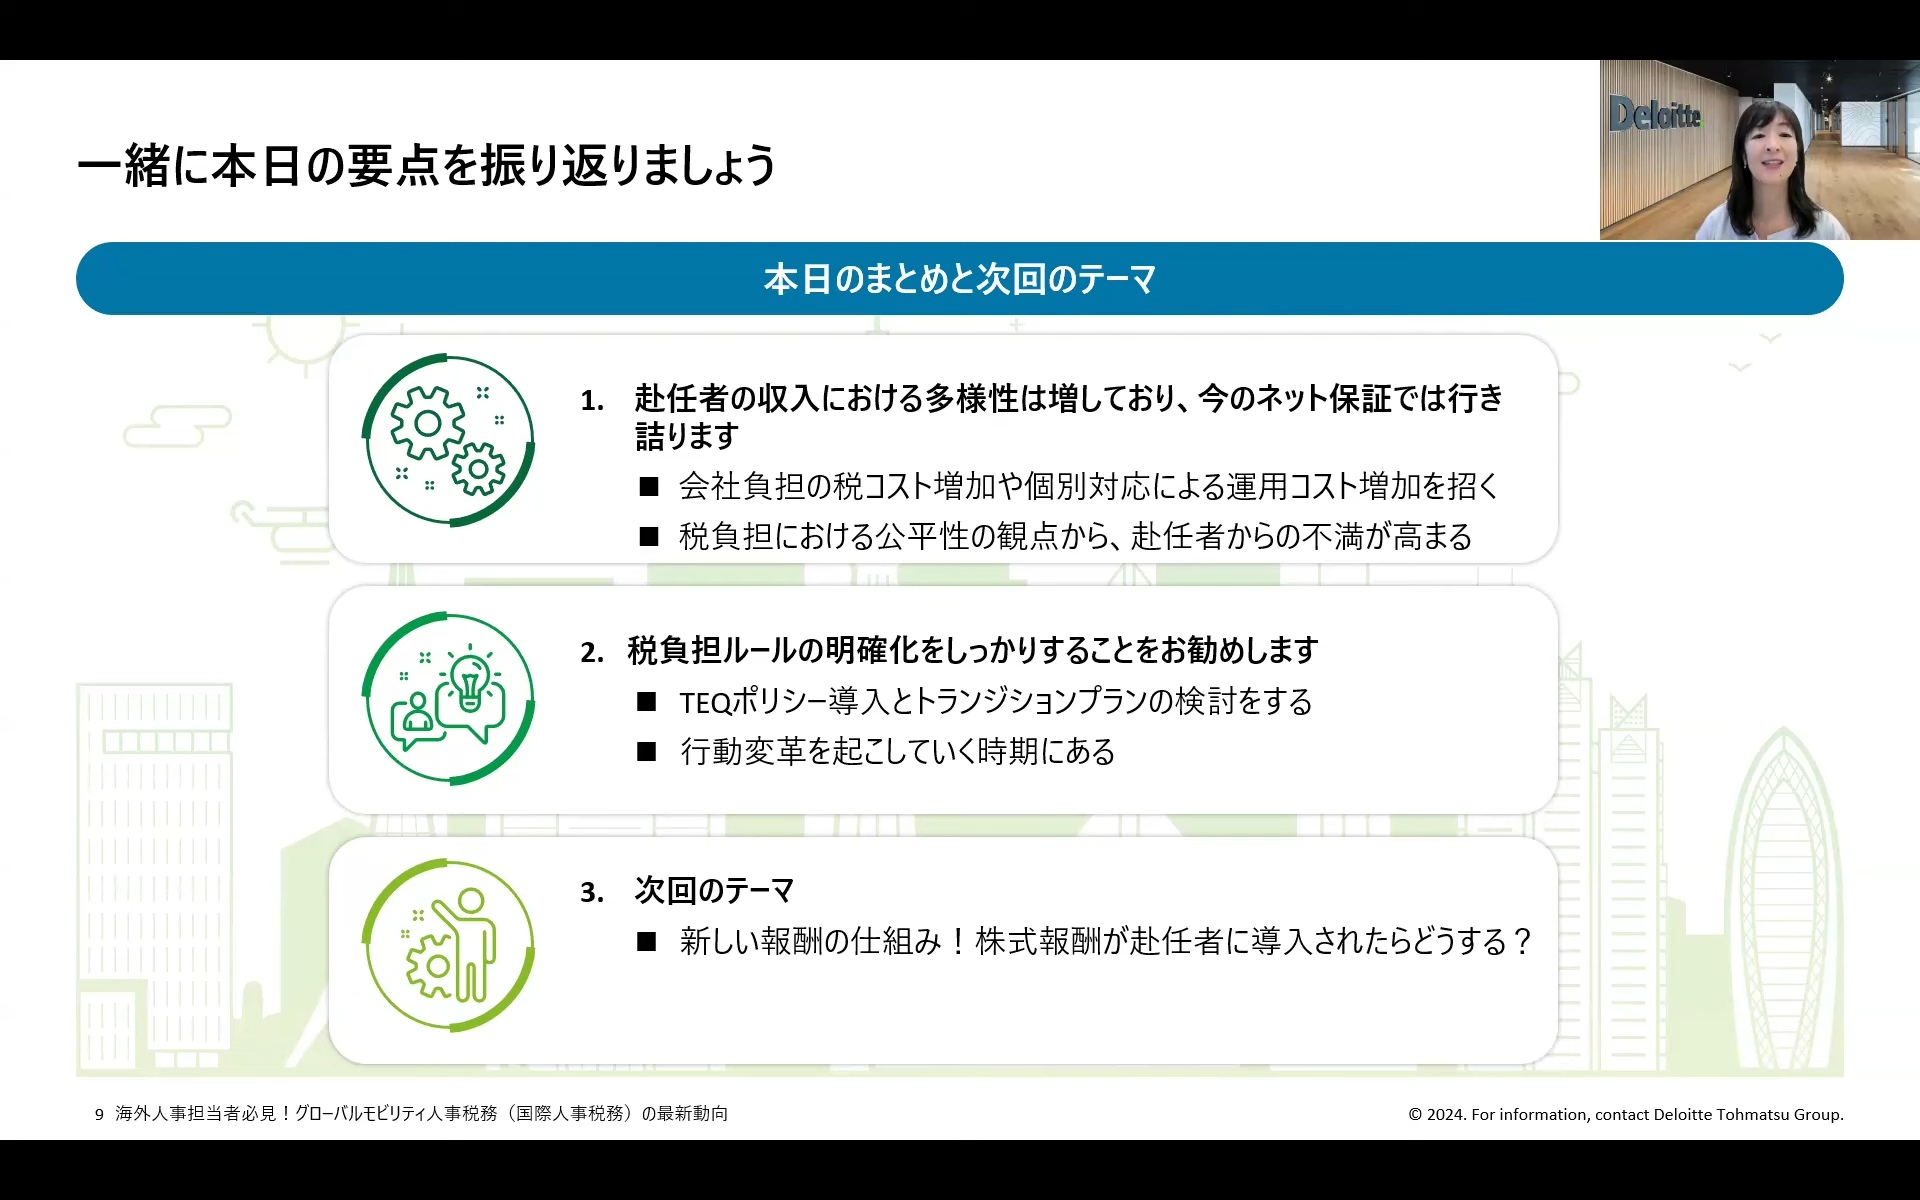 Deloitte.
一緒に本日の要点を振り返りましょう
本日のまとめと次回のテーマ
1. 赴任者の収入における多様性は増しており、今のネット保証では行き
詰ります
■ 会社負担の税コスト増加や個別対応による運用コスト増加を招く
■ 税負担における公平性の観点から、赴任者からの不満が高まる
2. 税負担ルールの明確化をしっかりすることをお勧めします
■ TEQポリシー導入とトランジションプランの検討をする
■ 行動変革を起こしていく時期にある
3. 次回のテーマ
■ 新しい報酬の仕組み！株式報酬が赴任者に導入されたらどうする？
9 海外人事担当者必見！グローバルモビリティ人事税務（国際人事税務）の最新動向
© 2024. For information, contact Deloitte Tohmatsu Group.